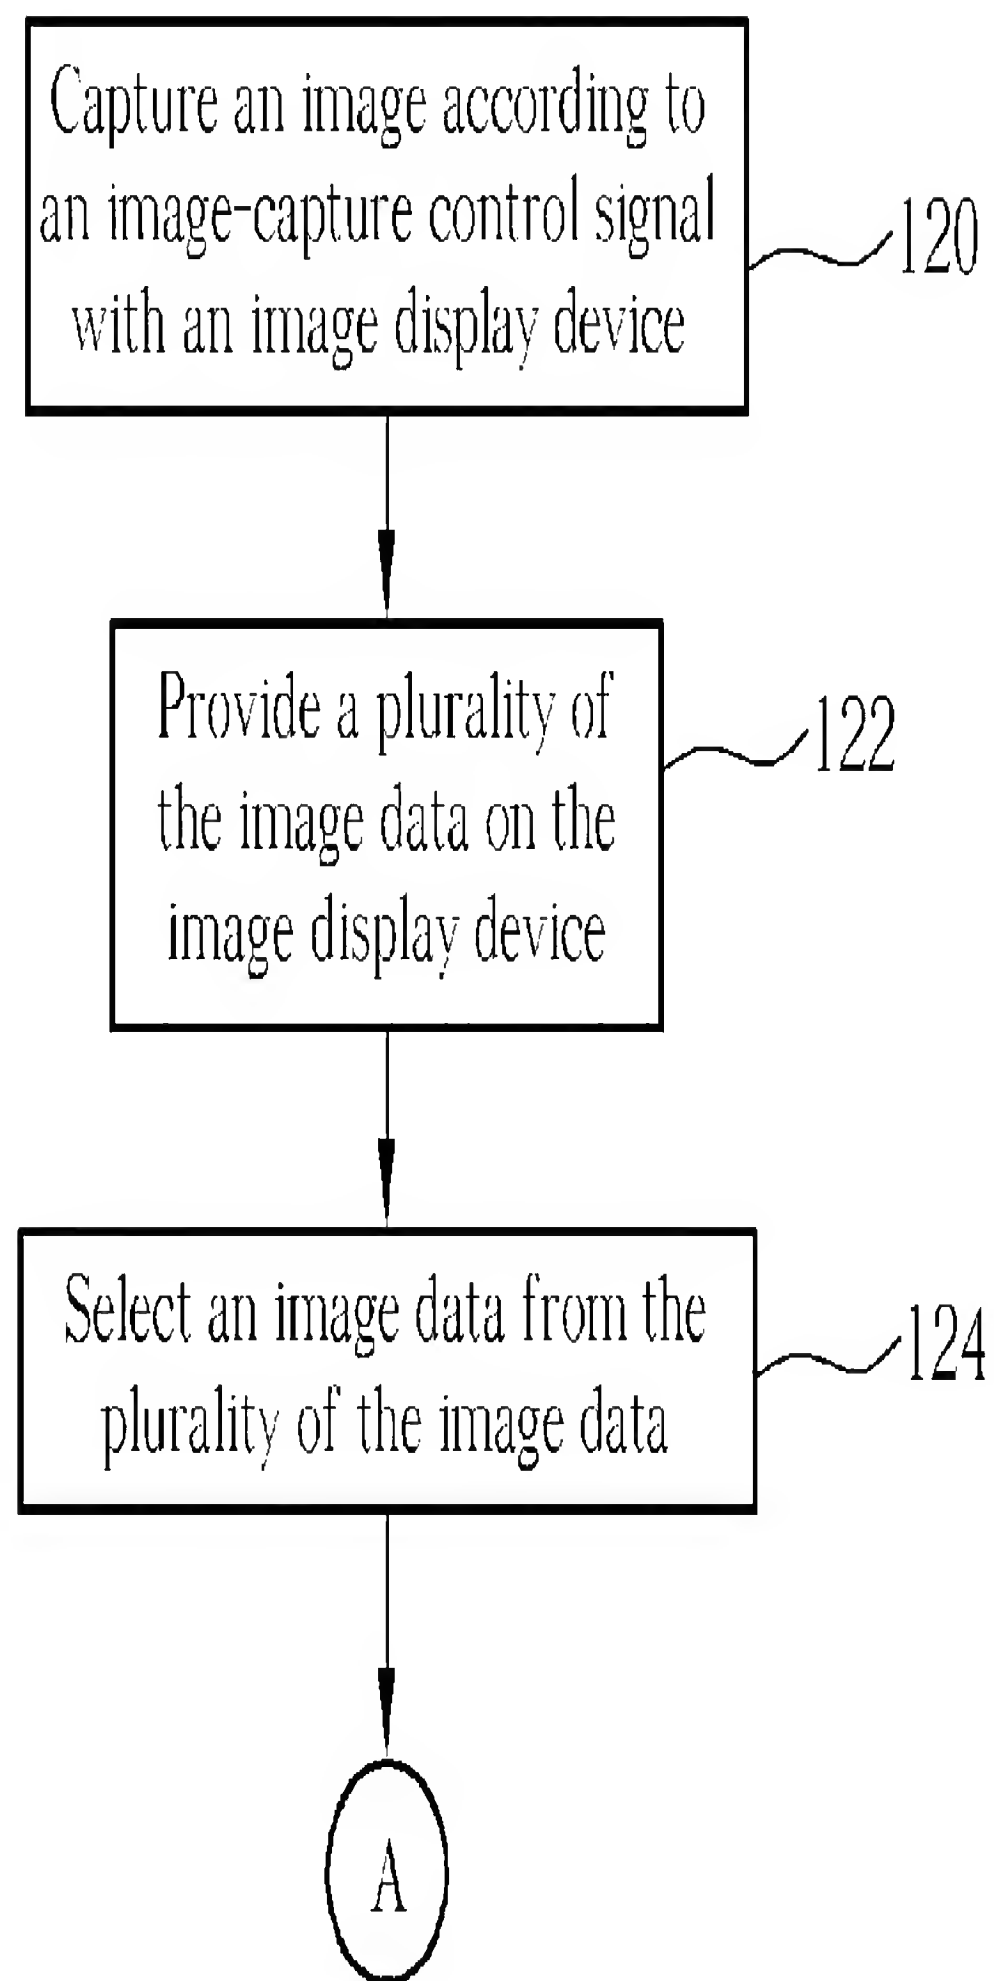 Capture an image according to
an image-capture control signal
with an image display device
120
Provide a plurality of
the image data on the
image display device
122
Select an image data from the
plurality of the image data
124
A